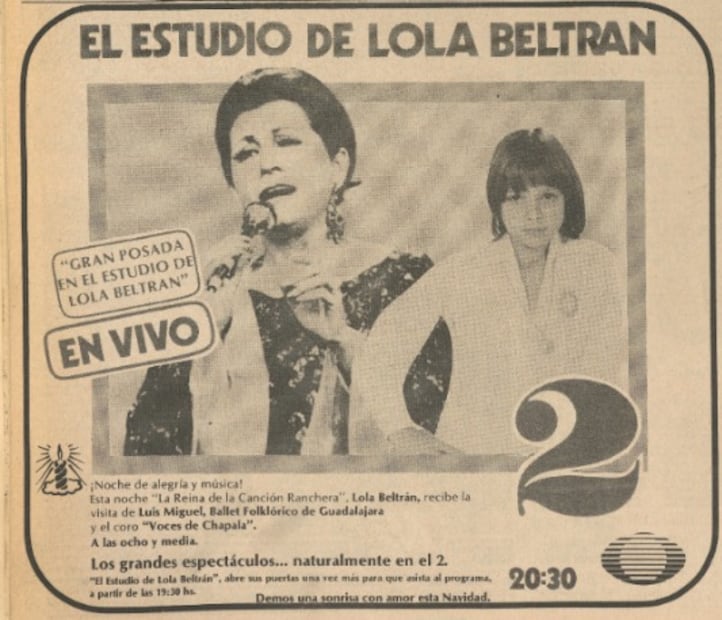 EL ESTUDIO DE LOLA BELTRAN
"GRAN POSADA
EN EL ESTUDIO DE
LOLA BELTRAN"
EN VIVO
2
¡Noche de alegría y música!
Esta noche "La Reina de la Canción Ranchera", Lola Beltrán, recibe la
visita de Luis Miguel, Ballet Folklórico de Guadalajara
y el coro "Voces de Chapala".
A las ocho y media.
Los grandes espectáculos... naturalmente en el 2.
"El Estudio de Lola Beltrán", abre sus puertas una vez más para que asista al programa,
a partir de las 19:30 hs.
20:30
Demos una sonrisa con amor esta Navidad.